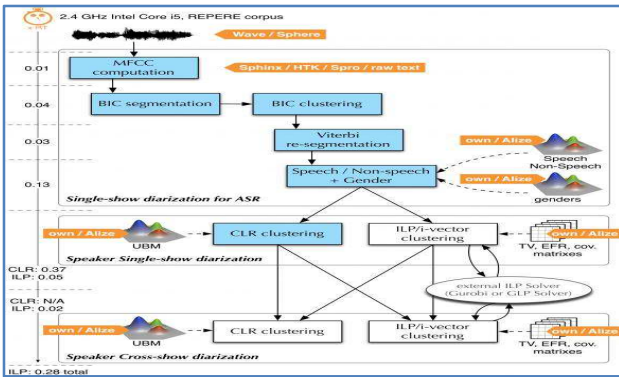 x RT
2.4 GHz Intel Core i5, REPERE corpus
Wave / Sphere
0.01
MFCC
computation
Sphinx / HTK / Spro / raw text
0.04
BIC segmentation
BIC clustering
0.03
Viterbi
re-segmentation
own / Alize
Speech
Non-Speech
0.13
Speech / Non-speech
+ Gender
own / Alize
genders
Single-show diarization for ASR
own / Alize
UBM
CLR clustering
ILP/i-vector
clustering
own / Alize
TV, EFR, cov.
matrixes
Speaker Single-show diarization
CLR: 0.37
ILP: 0.05
external ILP Solver
(Gurobi or GLP Solver)
CLR: N/A
ILP: 0.02
own / Alize
UBM
CLR clustering
ILP/i-vector
clustering
own / Alize
TV, EFR, cov.
matrixes
Speaker Cross-show diarization
ILP: 0.28 total